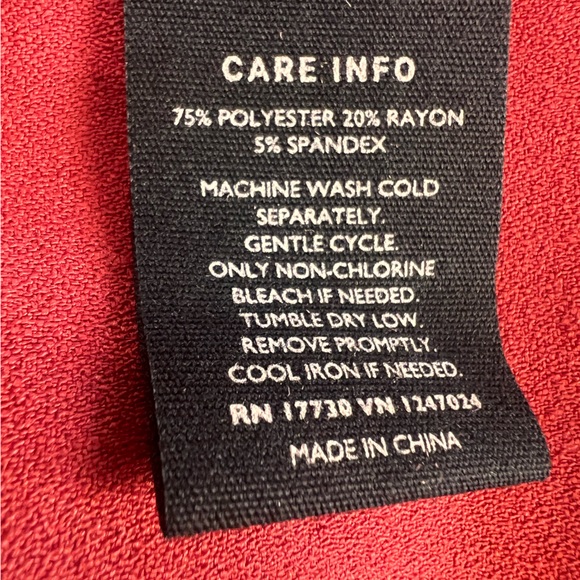 CARE INFO
75% POLYESTER 20% RAYON
5% SPANDEX
MACHINE WASH COLD
SEPARATELY.
GENTLE CYCLE.
ONLY NON-CHLORINE
BLEACH IF NEEDED.
TUMBLE DRY LOW.
REMOVE PROMPTLY.
COOL IRON IF NEEDED.
RN 17730 VN 1247024
MADE IN CHINA